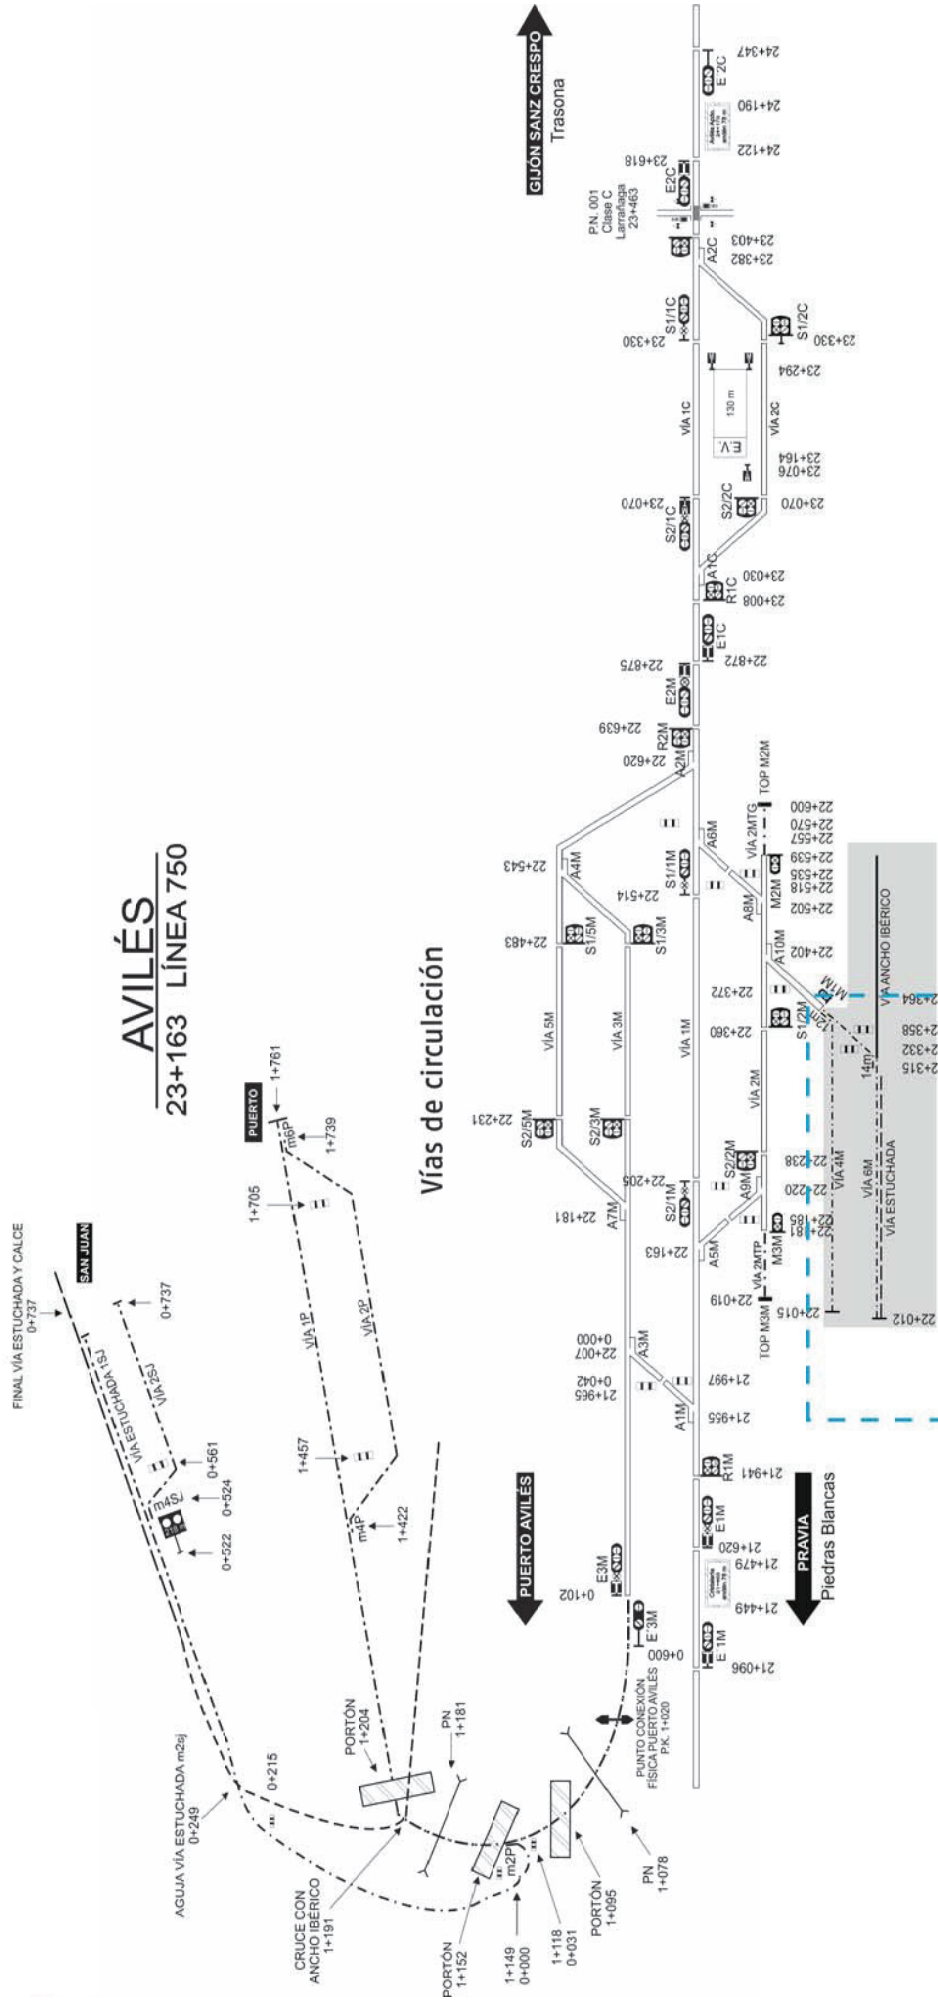 AVILÉS
23+163 LÍNEA 750
Vías de circulación
GIJÓN SANZ CRESPO
Trasona
P.N. 001
Clase C
Larrañaga
23+463
24+347
E'2C
24+190
24+122
23+618
E2C
23+403
23+382
A2C
S1/1C
23+330
S1/2C
23+330
23+294
VÍA 1C
130 m
E.V.
VÍA 2C
23+164
23+076
23+070
S2/1C
S2/2C
23+070
A1C
23+030
R1C
23+008
E1C
22+872
22+875
E2M
22+639
R2M
22+620
A2M
22+543
A4M
22+514
S1/1M
A6M
VÍA 2MTG
TOP M2M
22+600
22+570
22+557
22+539
22+535
22+518
22+502
M2M
A8M
A10M
22+402
22+483
S1/5M
S1/3M
22+372
M1M
VÍA ANCHO IBÉRICO
2+364
22+360
S1/2M
2+358
2+332
2+315
14m
VÍA 5M
VÍA 3M
VÍA 1M
VÍA 2M
VÍA 4M
VÍA 6M
VÍA ESTUCHADA
22+231
S2/5M
S2/3M
22+205
S2/1M
S2/2M
22+238
A9M
22+220
22+181
A7M
22+163
A5M
M3M
VÍA 2MTP
22+019
TOP M3M
22+015
22+012
0+000
22+007
A3M
0+042
21+965
21+997
A1M
21+955
R1M
21+941
E1M
21+620
21+479
21+449
E'1M
21+096
PUERTO AVILÉS
PRAVIA
Piedras Blancas
E3M
0+102
E'3M
0+600
PUNTO CONEXIÓN
FÍSICA PUERTO AVILÉS
P.K. 1+020
PN
1+078
PORTÓN
1+095
1+118
0+031
1+149
0+000
PORTÓN
1+152
m2P
PN
1+181
PORTÓN
1+204
CRUCE CON
ANCHO IBÉRICO
1+191
AGUJA VÍA ESTUCHADA m2sj
0+249
0+215
PUERTO
1+761
m6P
1+739
1+705
VÍA 1P
VÍA 2P
1+457
m4P
1+422
FINAL VÍA ESTUCHADA Y CALCE
0+737
SAN JUAN
0+737
VÍA ESTUCHADA 1SJ
VÍA 2SJ
0+561
m4SJ
0+524
0+522